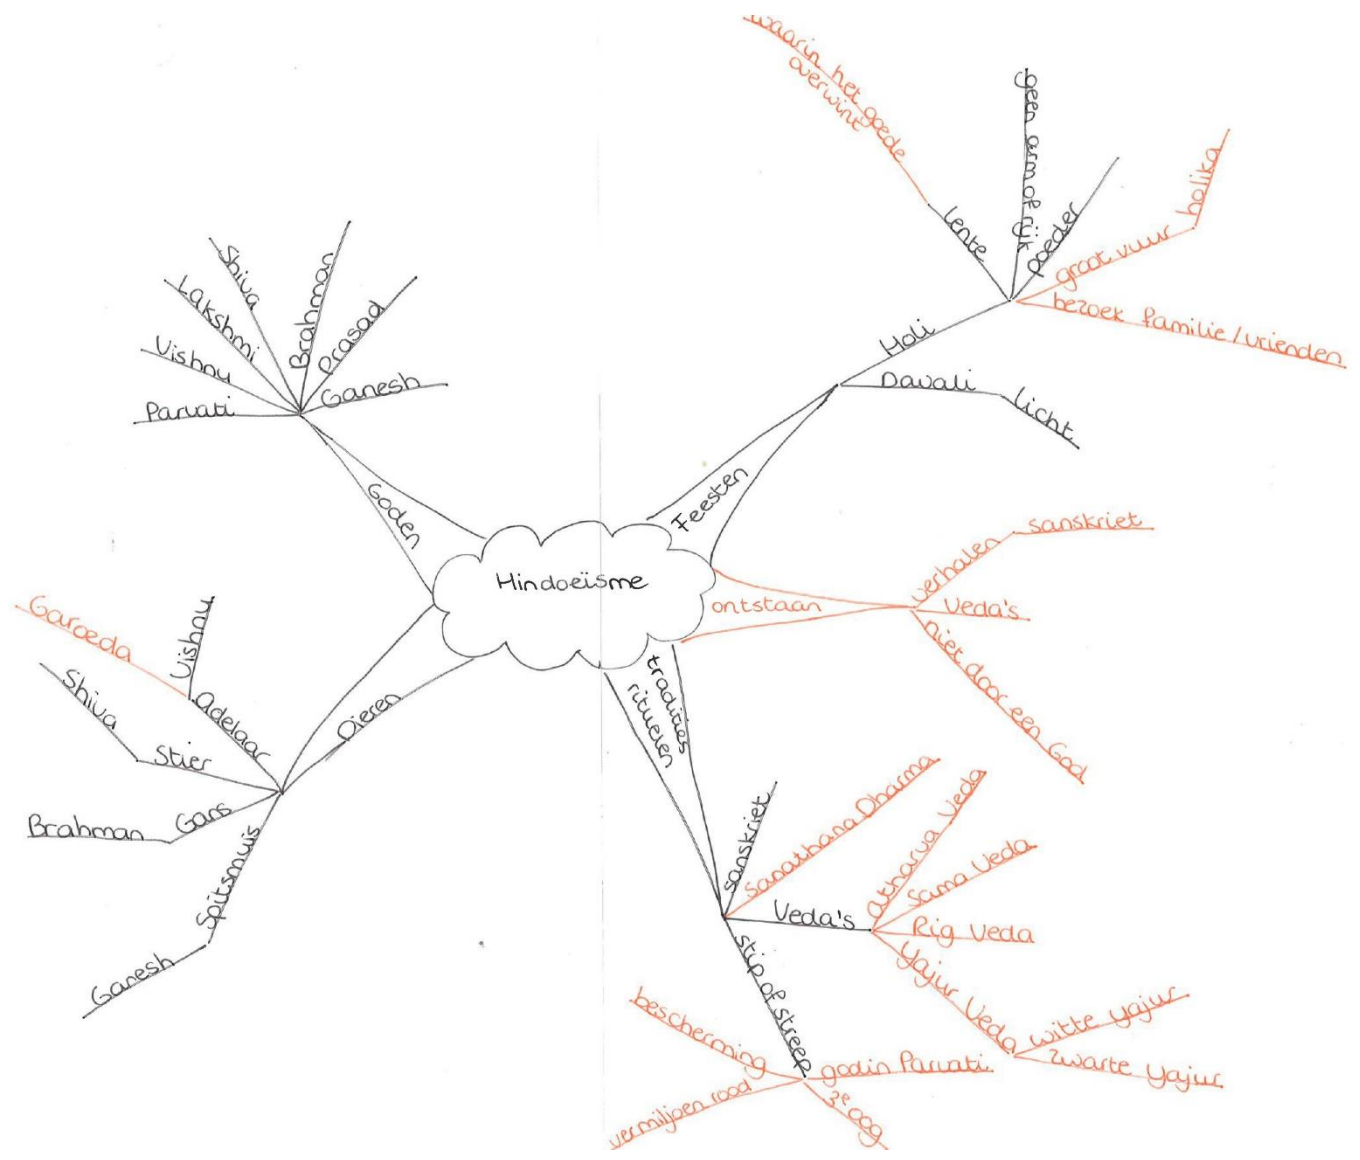 Hindoeïsme
Goden
Parvati
Vishnu
Lakshmi
Shiva
Brahman
Prasad
Ganesh
Feesten
Holi
lente
waarin het goede
overwint
geen arm of rijk
poeder
groot vuur
holika
bezoek familie/vrienden
Davali
licht
ontstaan
verhalen
sanskriet
Veda's
niet door een God
tradities
rituelen
sanskriet
Sanathana Dharma
Veda's
Atharva Veda
Sama Veda
Rig Veda
Yajur Veda
witte yajur
zwarte yajur
stip of streep
godin Parvati
3e oog
vermiljoen rood
bescherming
Dieren
Adelaar
Vishnu
Garoeda
Stier
Shiva
Gans
Brahman
Spitsmuis
Ganesh